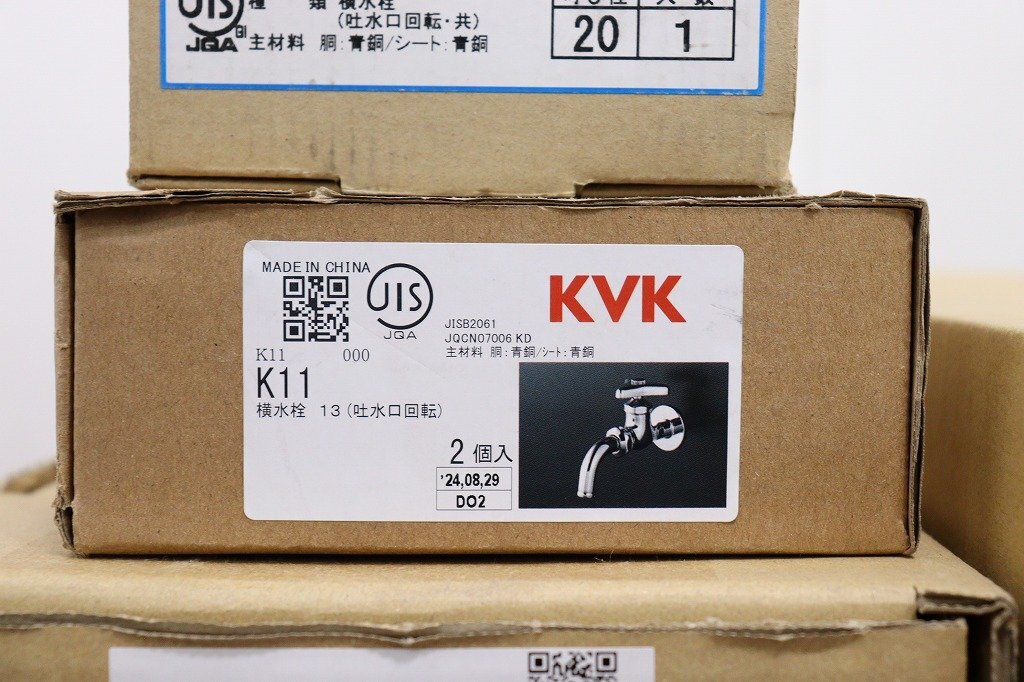 JIS
種 類 横水栓
(吐水口回転・共)
JQA
主材料 胴:青銅/シート:青銅
20 1
MADE IN CHINA
JIS
JQA
KVK
JISB2061
JQCN07006 KD
主材料 胴:青銅/シート:青銅
K11 000
K11
横水栓 13(吐水口回転)
2個入
'24,08,29
DO2